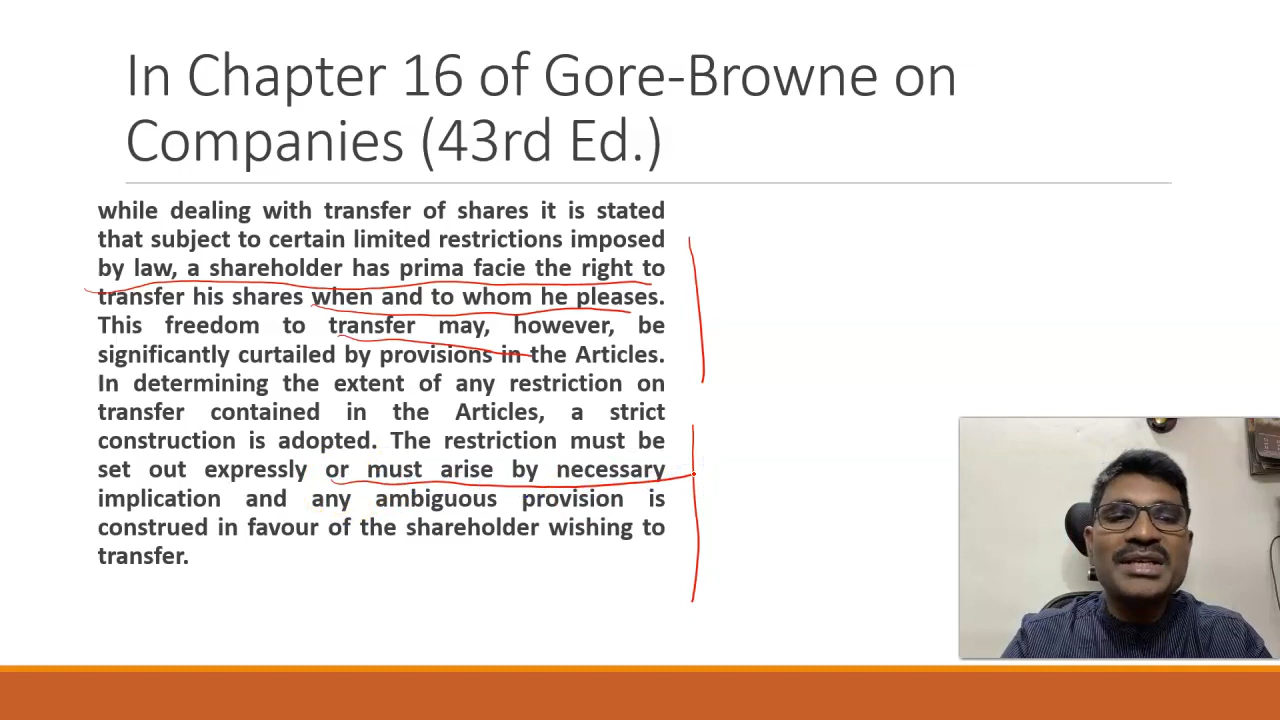 In Chapter 16 of Gore-Browne on
Companies (43rd Ed.)
while dealing with transfer of shares it is stated
that subject to certain limited restrictions imposed
by law, a shareholder has prima facie the right to
transfer his shares when and to whom he pleases.
This freedom to transfer may, however, be
significantly curtailed by provisions in the Articles.
In determining the extent of any restriction on
transfer contained in the Articles, a strict
construction is adopted. The restriction must be
set out expressly or must arise by necessary
implication and any ambiguous provision is
construed in favour of the shareholder wishing to
transfer.